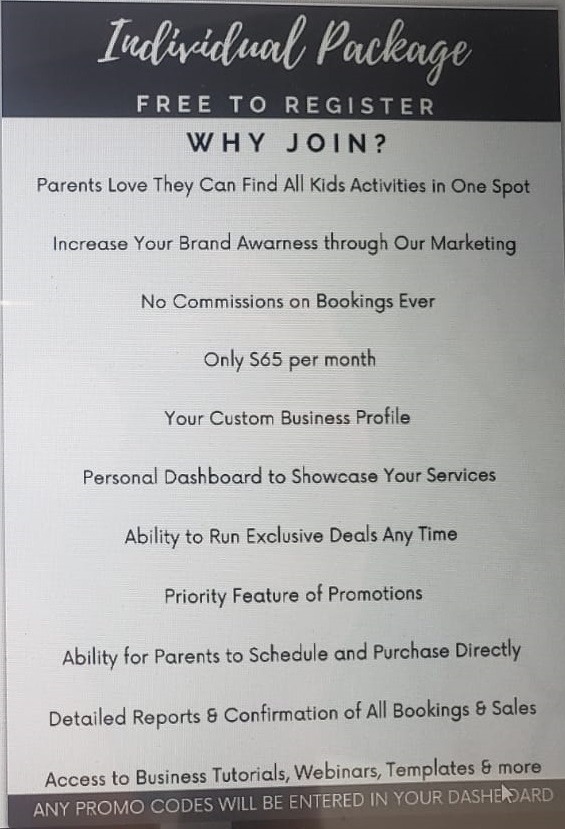 Individual Package
FREE TO REGISTER
WHY JOIN?
Parents Love They Can Find All Kids Activities in One Spot
Increase Your Brand Awarness through Our Marketing
No Commissions on Bookings Ever
Only $65 per month
Your Custom Business Profile
Personal Dashboard to Showcase Your Services
Ability to Run Exclusive Deals Any Time
Priority Feature of Promotions
Ability for Parents to Schedule and Purchase Directly
Detailed Reports & Confirmation of All Bookings & Sales
Access to Business Tutorials, Webinars, Templates & more
ANY PROMO CODES WILL BE ENTERED IN YOUR DASHBOARD